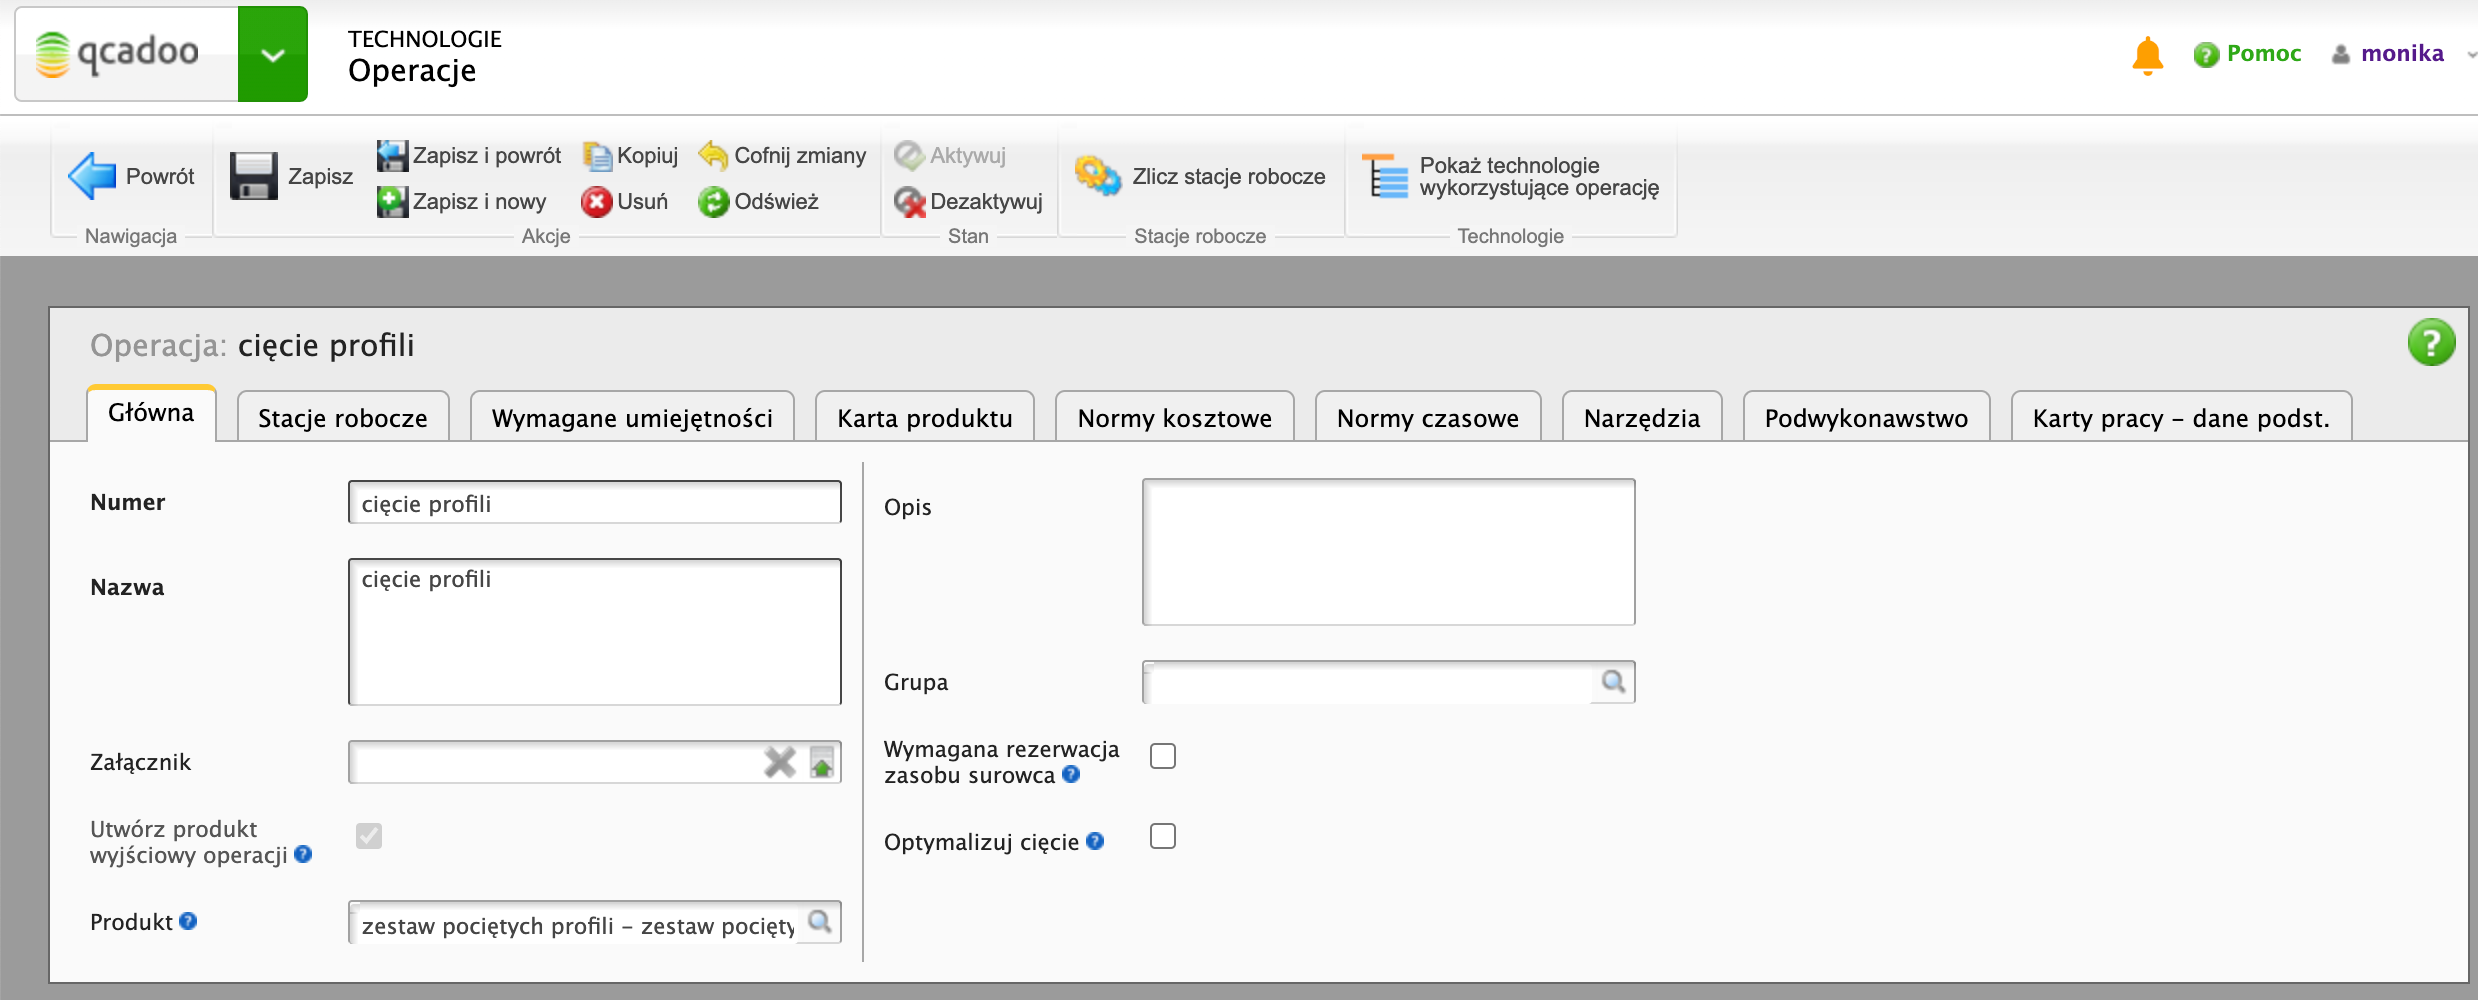 qcadoo
TECHNOLOGIE
Operacje
Pomoc
monika
Powrót
Nawigacja
Zapisz
Zapisz i powrót
Kopiuj
Cofnij zmiany
Zapisz i nowy
Usuń
Odśwież
Akcje
Aktywuj
Dezaktywuj
Stan
Zlicz stacje robocze
Stacje robocze
Pokaż technologie
wykorzystujące operację
Technologie
Operacja: cięcie profili
Główna
Stacje robocze
Wymagane umiejętności
Karta produktu
Normy kosztowe
Normy czasowe
Narzędzia
Podwykonawstwo
Karty pracy – dane podst.
Numer
cięcie profili
Nazwa
cięcie profili
Załącznik
Utwórz produkt
wyjściowy operacji
Produkt
zestaw pociętych profili – zestaw pocięty
Opis
Grupa
Wymagana rezerwacja
zasobu surowca
Optymalizuj cięcie